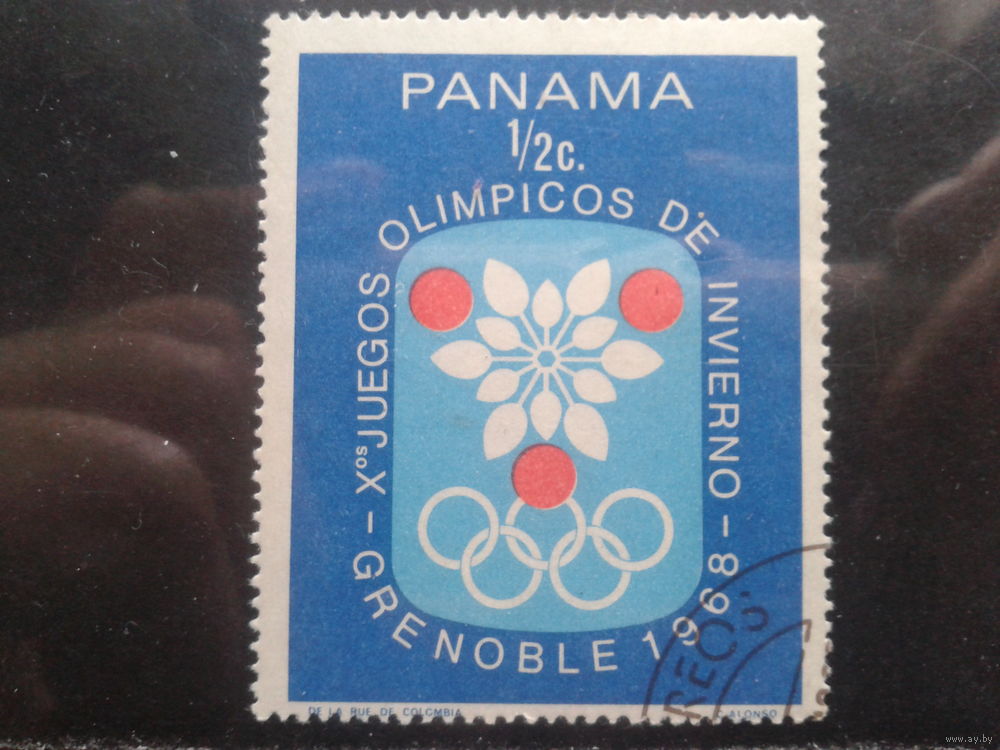 PANAMA
1/2c.
Xos JUEGOS OLIMPICOS DE INVIERNO -
GRENOBLE 1968 -
DE LA RUE DE COLOMBIA
C. ALONSO
www.ay.by